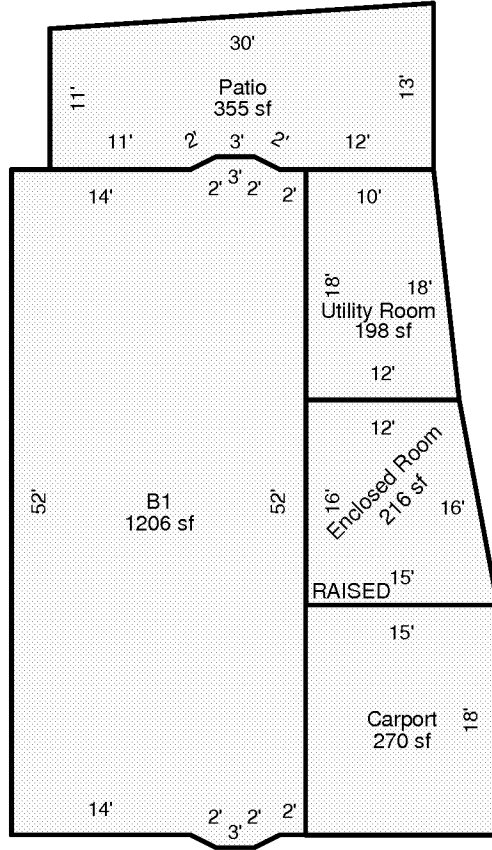 30'
11'
Patio
355 sf
13'
11'
2'
3'
2'
12'
14'
2'
3'
2'
2'
10'
18'
18'
Utility Room
198 sf
12'
12'
52'
B1
1206 sf
52'
16'
Enclosed Room
216 sf
16'
RAISED
15'
15'
Carport
270 sf
18'
14'
2'
3'
2'
2'